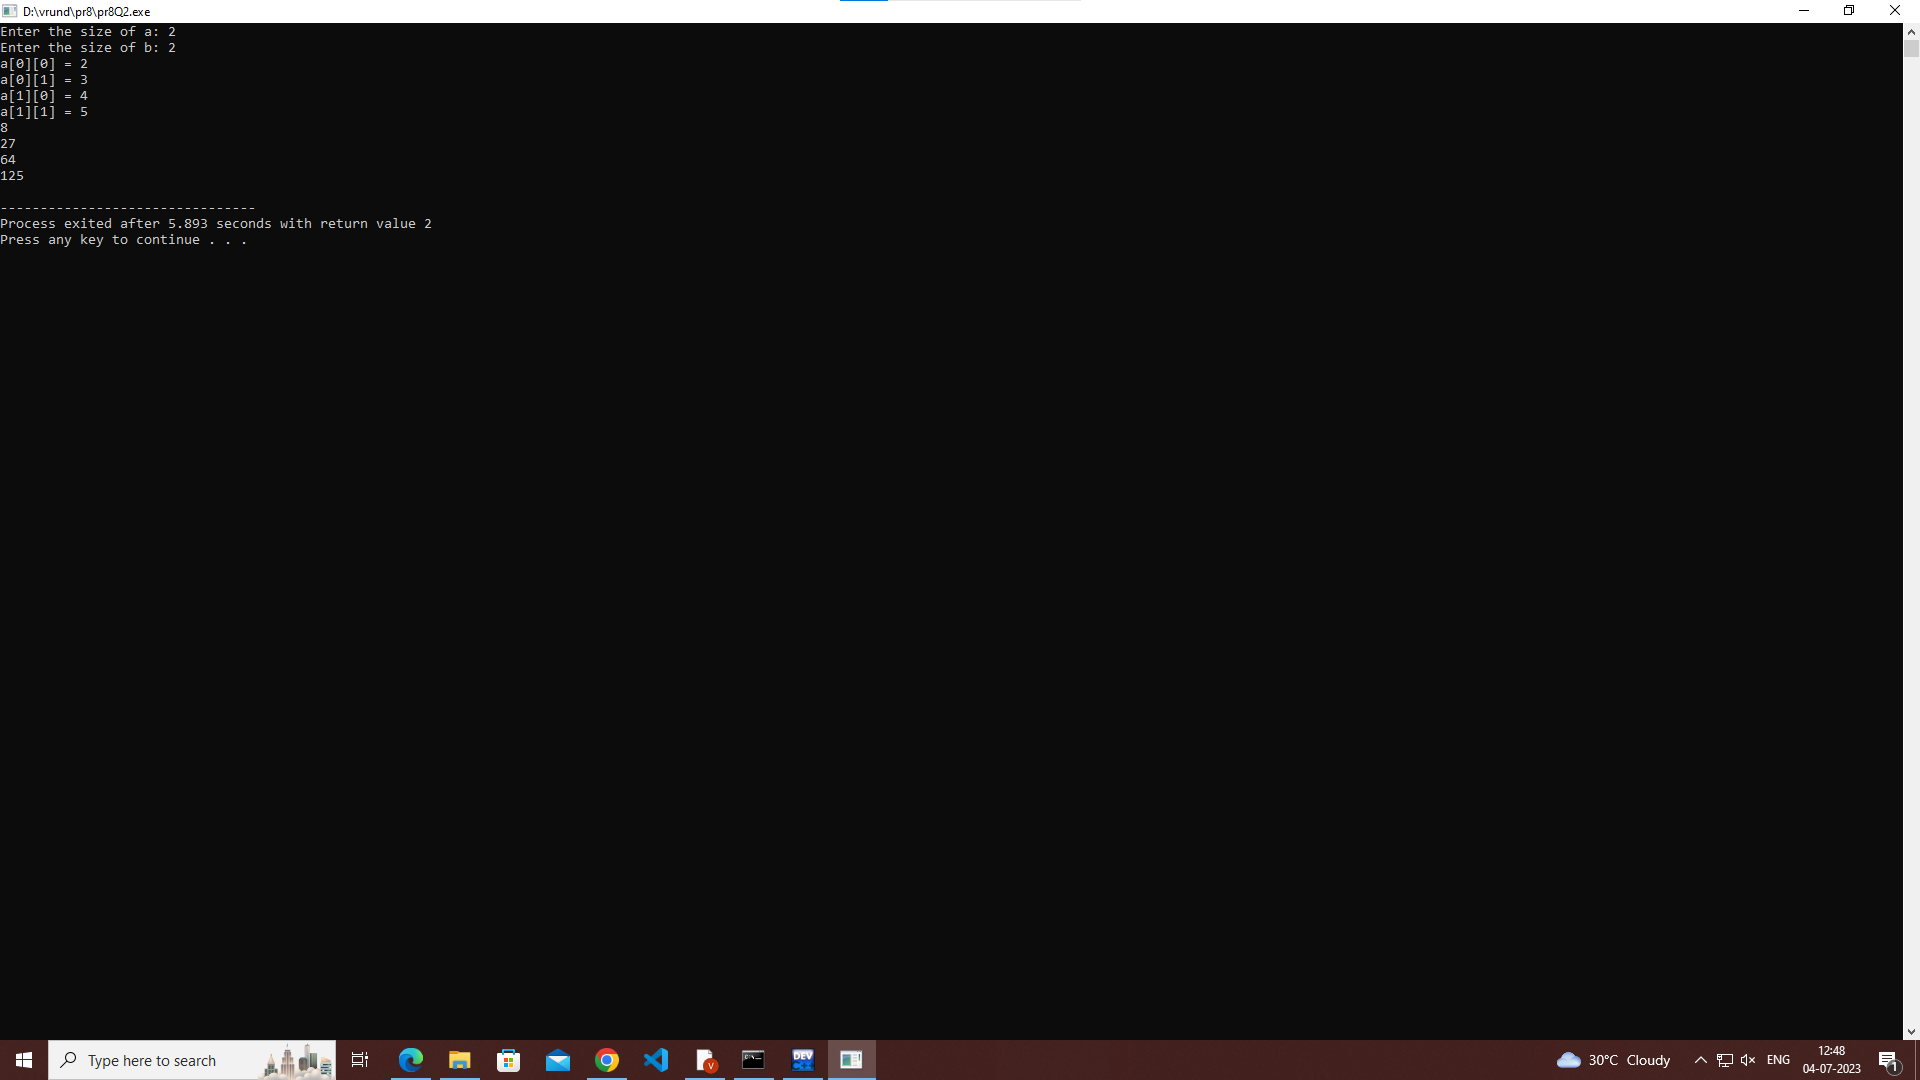 D:\vrund\pr8\pr8Q2.exe
Enter the size of a: 2
Enter the size of b: 2
a[0][0] = 2
a[0][1] = 3
a[1][0] = 4
a[1][1] = 5
8
27
64
125
--------------------------------
Process exited after 5.893 seconds with return value 2
Press any key to continue . . .
Type here to search
C:\_
DEV
V
30°C Cloudy
ENG
12:48
04-07-2023
1